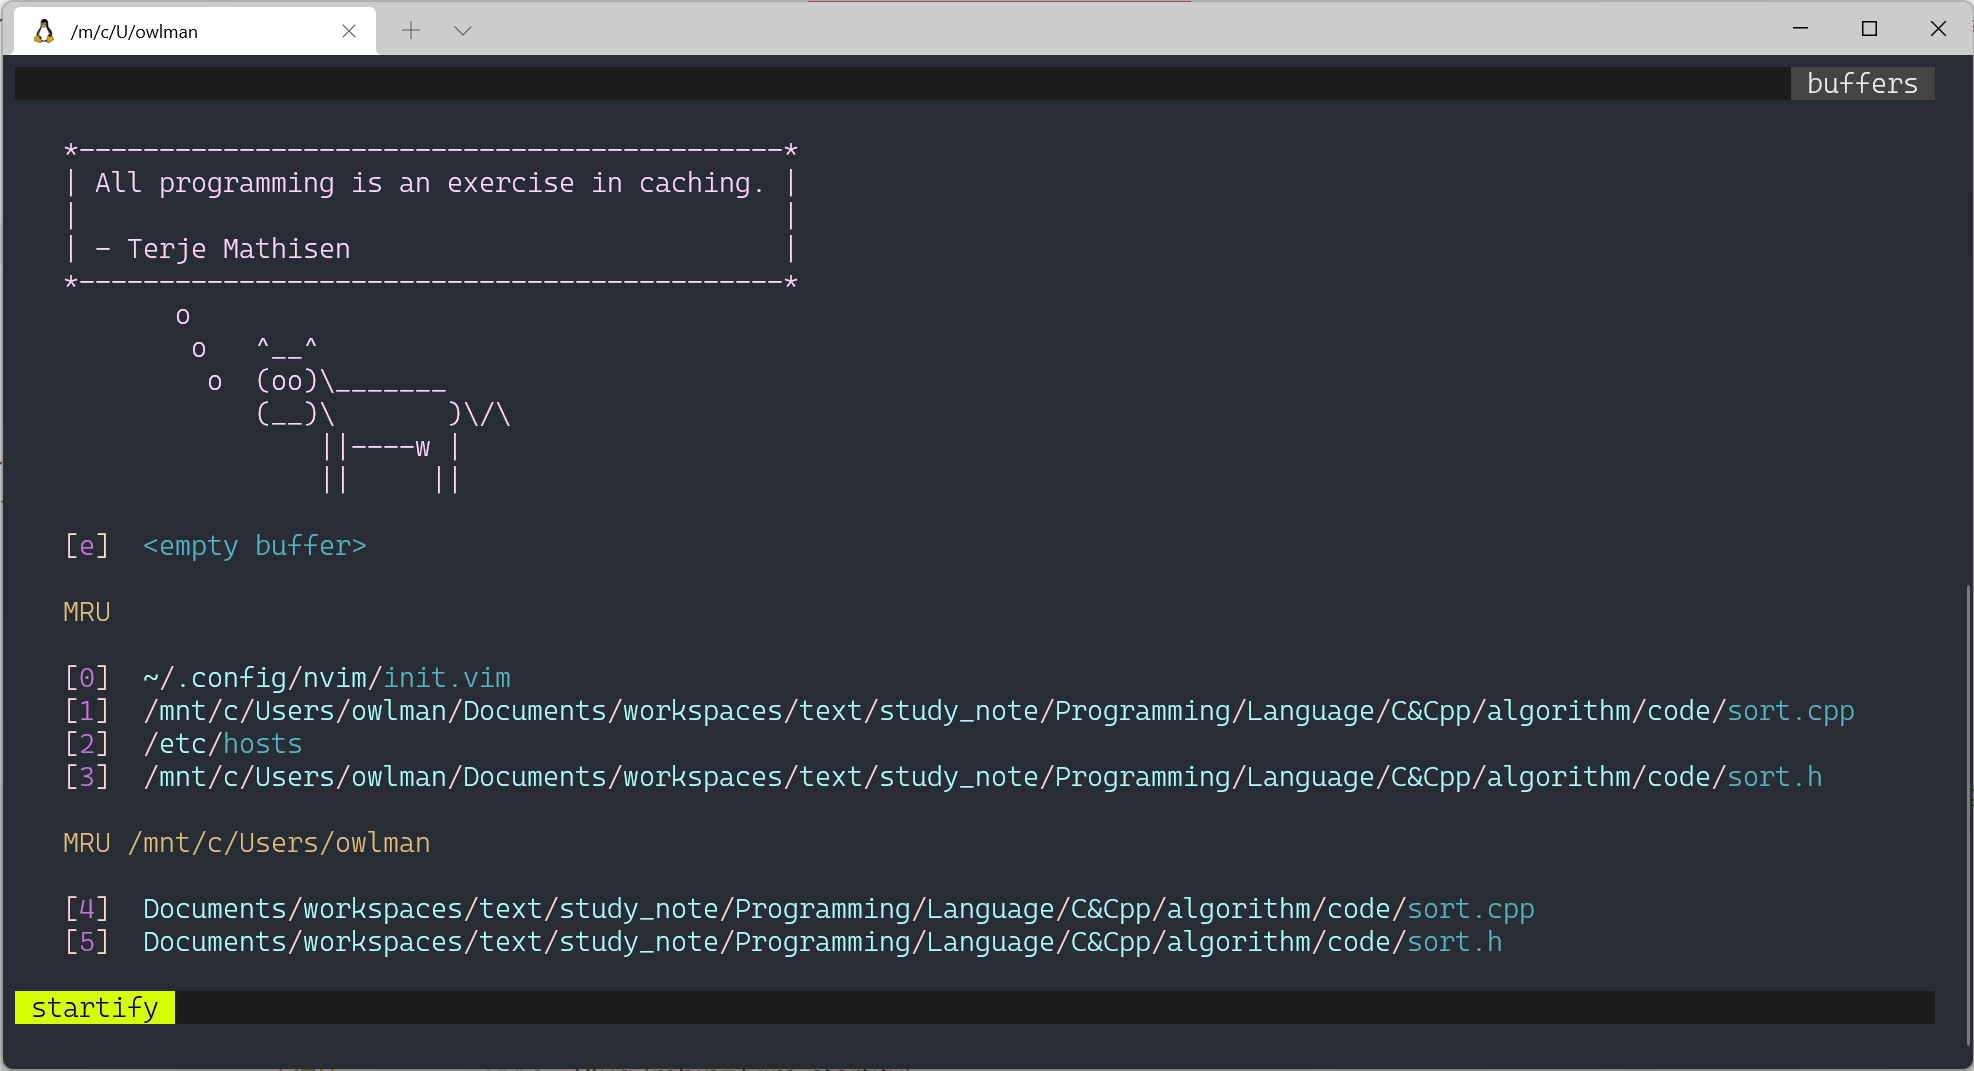 /m/c/U/owlman
buffers
*--------------------------------------------*
| All programming is an exercise in caching. |
|                                            |
| - Terje Mathisen                           |
*--------------------------------------------*
       o
        o   ^__^
         o  (oo)\_______
            (__)\       )\/\
                ||----w |
                ||     ||
[e]  <empty buffer>
MRU
[0]  ~/.config/nvim/init.vim
[1]  /mnt/c/Users/owlman/Documents/workspaces/text/study_note/Programming/Language/C&Cpp/algorithm/code/sort.cpp
[2]  /etc/hosts
[3]  /mnt/c/Users/owlman/Documents/workspaces/text/study_note/Programming/Language/C&Cpp/algorithm/code/sort.h
MRU /mnt/c/Users/owlman
[4]  Documents/workspaces/text/study_note/Programming/Language/C&Cpp/algorithm/code/sort.cpp
[5]  Documents/workspaces/text/study_note/Programming/Language/C&Cpp/algorithm/code/sort.h
startify